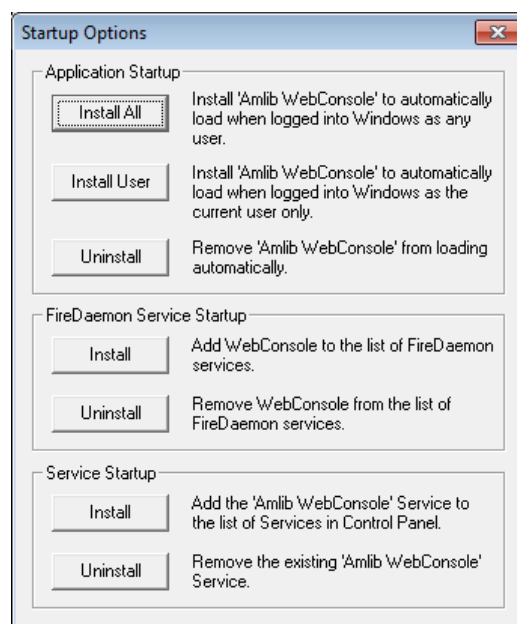 Startup Options
Application Startup
Install All
Install 'Amlib WebConsole' to automatically
load when logged into Windows as any
user.
Install User
Install 'Amlib WebConsole' to automatically
load when logged into Windows as the
current user only.
Uninstall
Remove 'Amlib WebConsole' from loading
automatically.
FireDaemon Service Startup
Install
Add WebConsole to the list of FireDaemon
services.
Uninstall
Remove WebConsole from the list of
FireDaemon services.
Service Startup
Install
Add the 'Amlib WebConsole' Service to
the list of Services in Control Panel.
Uninstall
Remove the existing 'Amlib WebConsole'
Service.